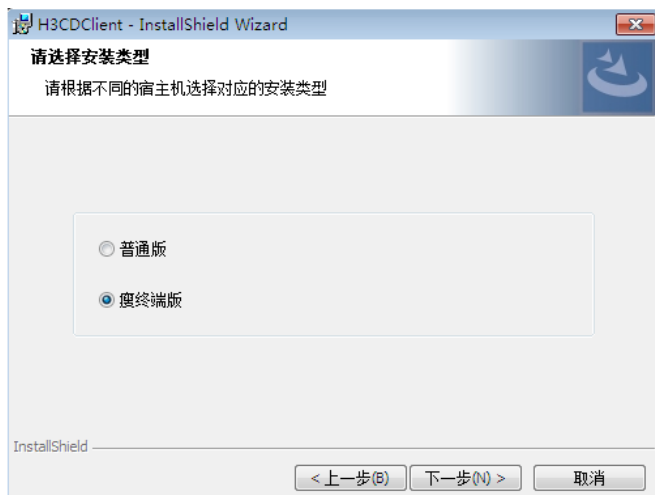 H3CDClient - InstallShield Wizard
请选择安装类型
请根据不同的宿主机选择对应的安装类型
普通版
瘦终端版
InstallShield
< 上一步(B) 下一步(N) > 取消